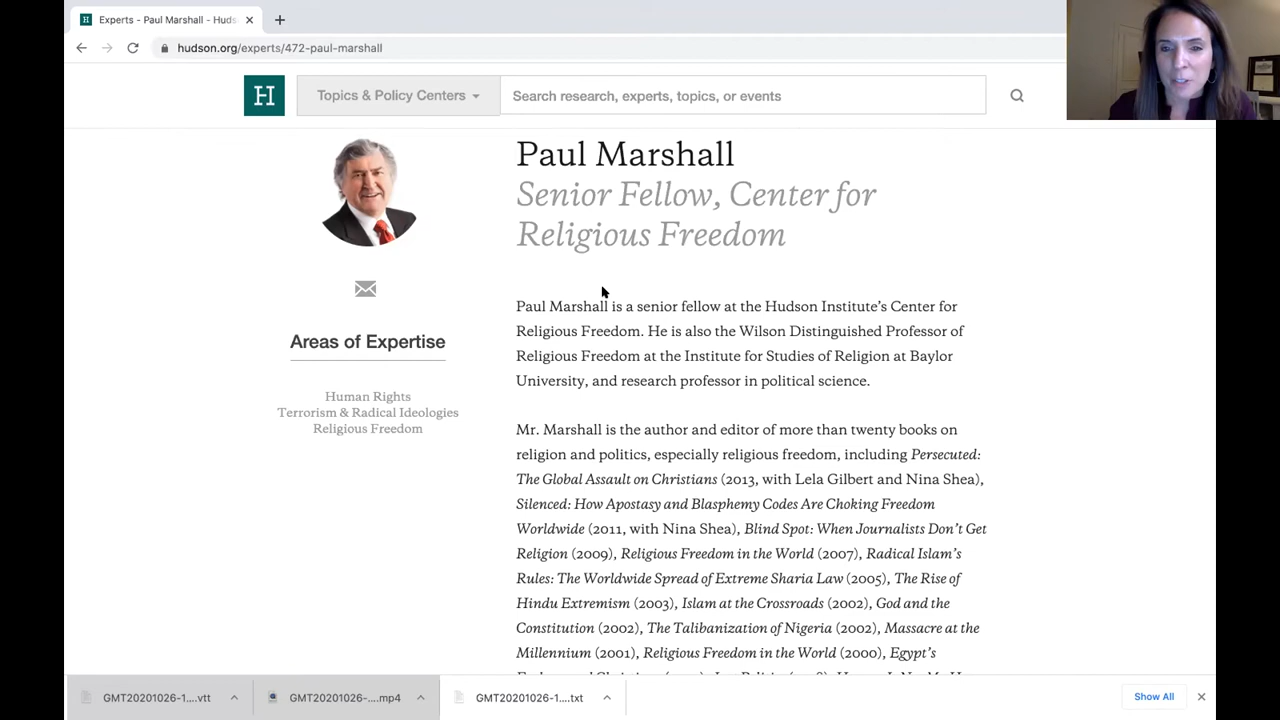 Experts - Paul Marshall - Huds
hudson.org/experts/472-paul-marshall
H
Topics & Policy Centers
Search research, experts, topics, or events
Paul Marshall
Senior Fellow, Center for
Religious Freedom
Areas of Expertise
Human Rights
Terrorism & Radical Ideologies
Religious Freedom
Paul Marshall is a senior fellow at the Hudson Institute’s Center for
Religious Freedom. He is also the Wilson Distinguished Professor of
Religious Freedom at the Institute for Studies of Religion at Baylor
University, and research professor in political science.
Mr. Marshall is the author and editor of more than twenty books on
religion and politics, especially religious freedom, including Persecuted:
The Global Assault on Christians (2013, with Lela Gilbert and Nina Shea),
Silenced: How Apostasy and Blasphemy Codes Are Choking Freedom
Worldwide (2011, with Nina Shea), Blind Spot: When Journalists Don’t Get
Religion (2009), Religious Freedom in the World (2007), Radical Islam’s
Rules: The Worldwide Spread of Extreme Sharia Law (2005), The Rise of
Hindu Extremism (2003), Islam at the Crossroads (2002), God and the
Constitution (2002), The Talibanization of Nigeria (2002), Massacre at the
Millennium (2001), Religious Freedom in the World (2000), Egypt’s
GMT20201026-1....vtt
GMT20201026-....mp4
GMT20201026-1....txt
Show All